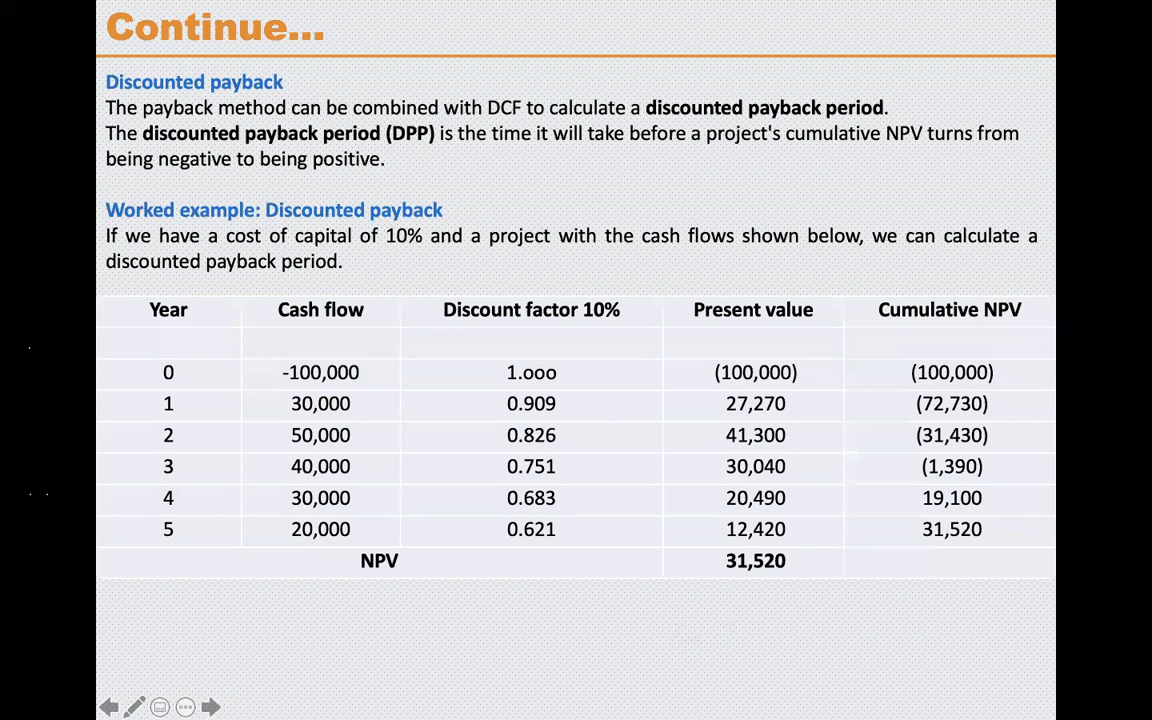 Continue...
Discounted payback
The payback method can be combined with DCF to calculate a discounted payback period.
The discounted payback period (DPP) is the time it will take before a project's cumulative NPV turns from
being negative to being positive.
Worked example: Discounted payback
If we have a cost of capital of 10% and a project with the cash flows shown below, we can calculate a
discounted payback period.
Year Cash flow Discount factor 10% Present value Cumulative NPV
0 -100,000 1.ooo (100,000) (100,000)
1 30,000 0.909 27,270 (72,730)
2 50,000 0.826 41,300 (31,430)
3 40,000 0.751 30,040 (1,390)
4 30,000 0.683 20,490 19,100
5 20,000 0.621 12,420 31,520
NPV 31,520